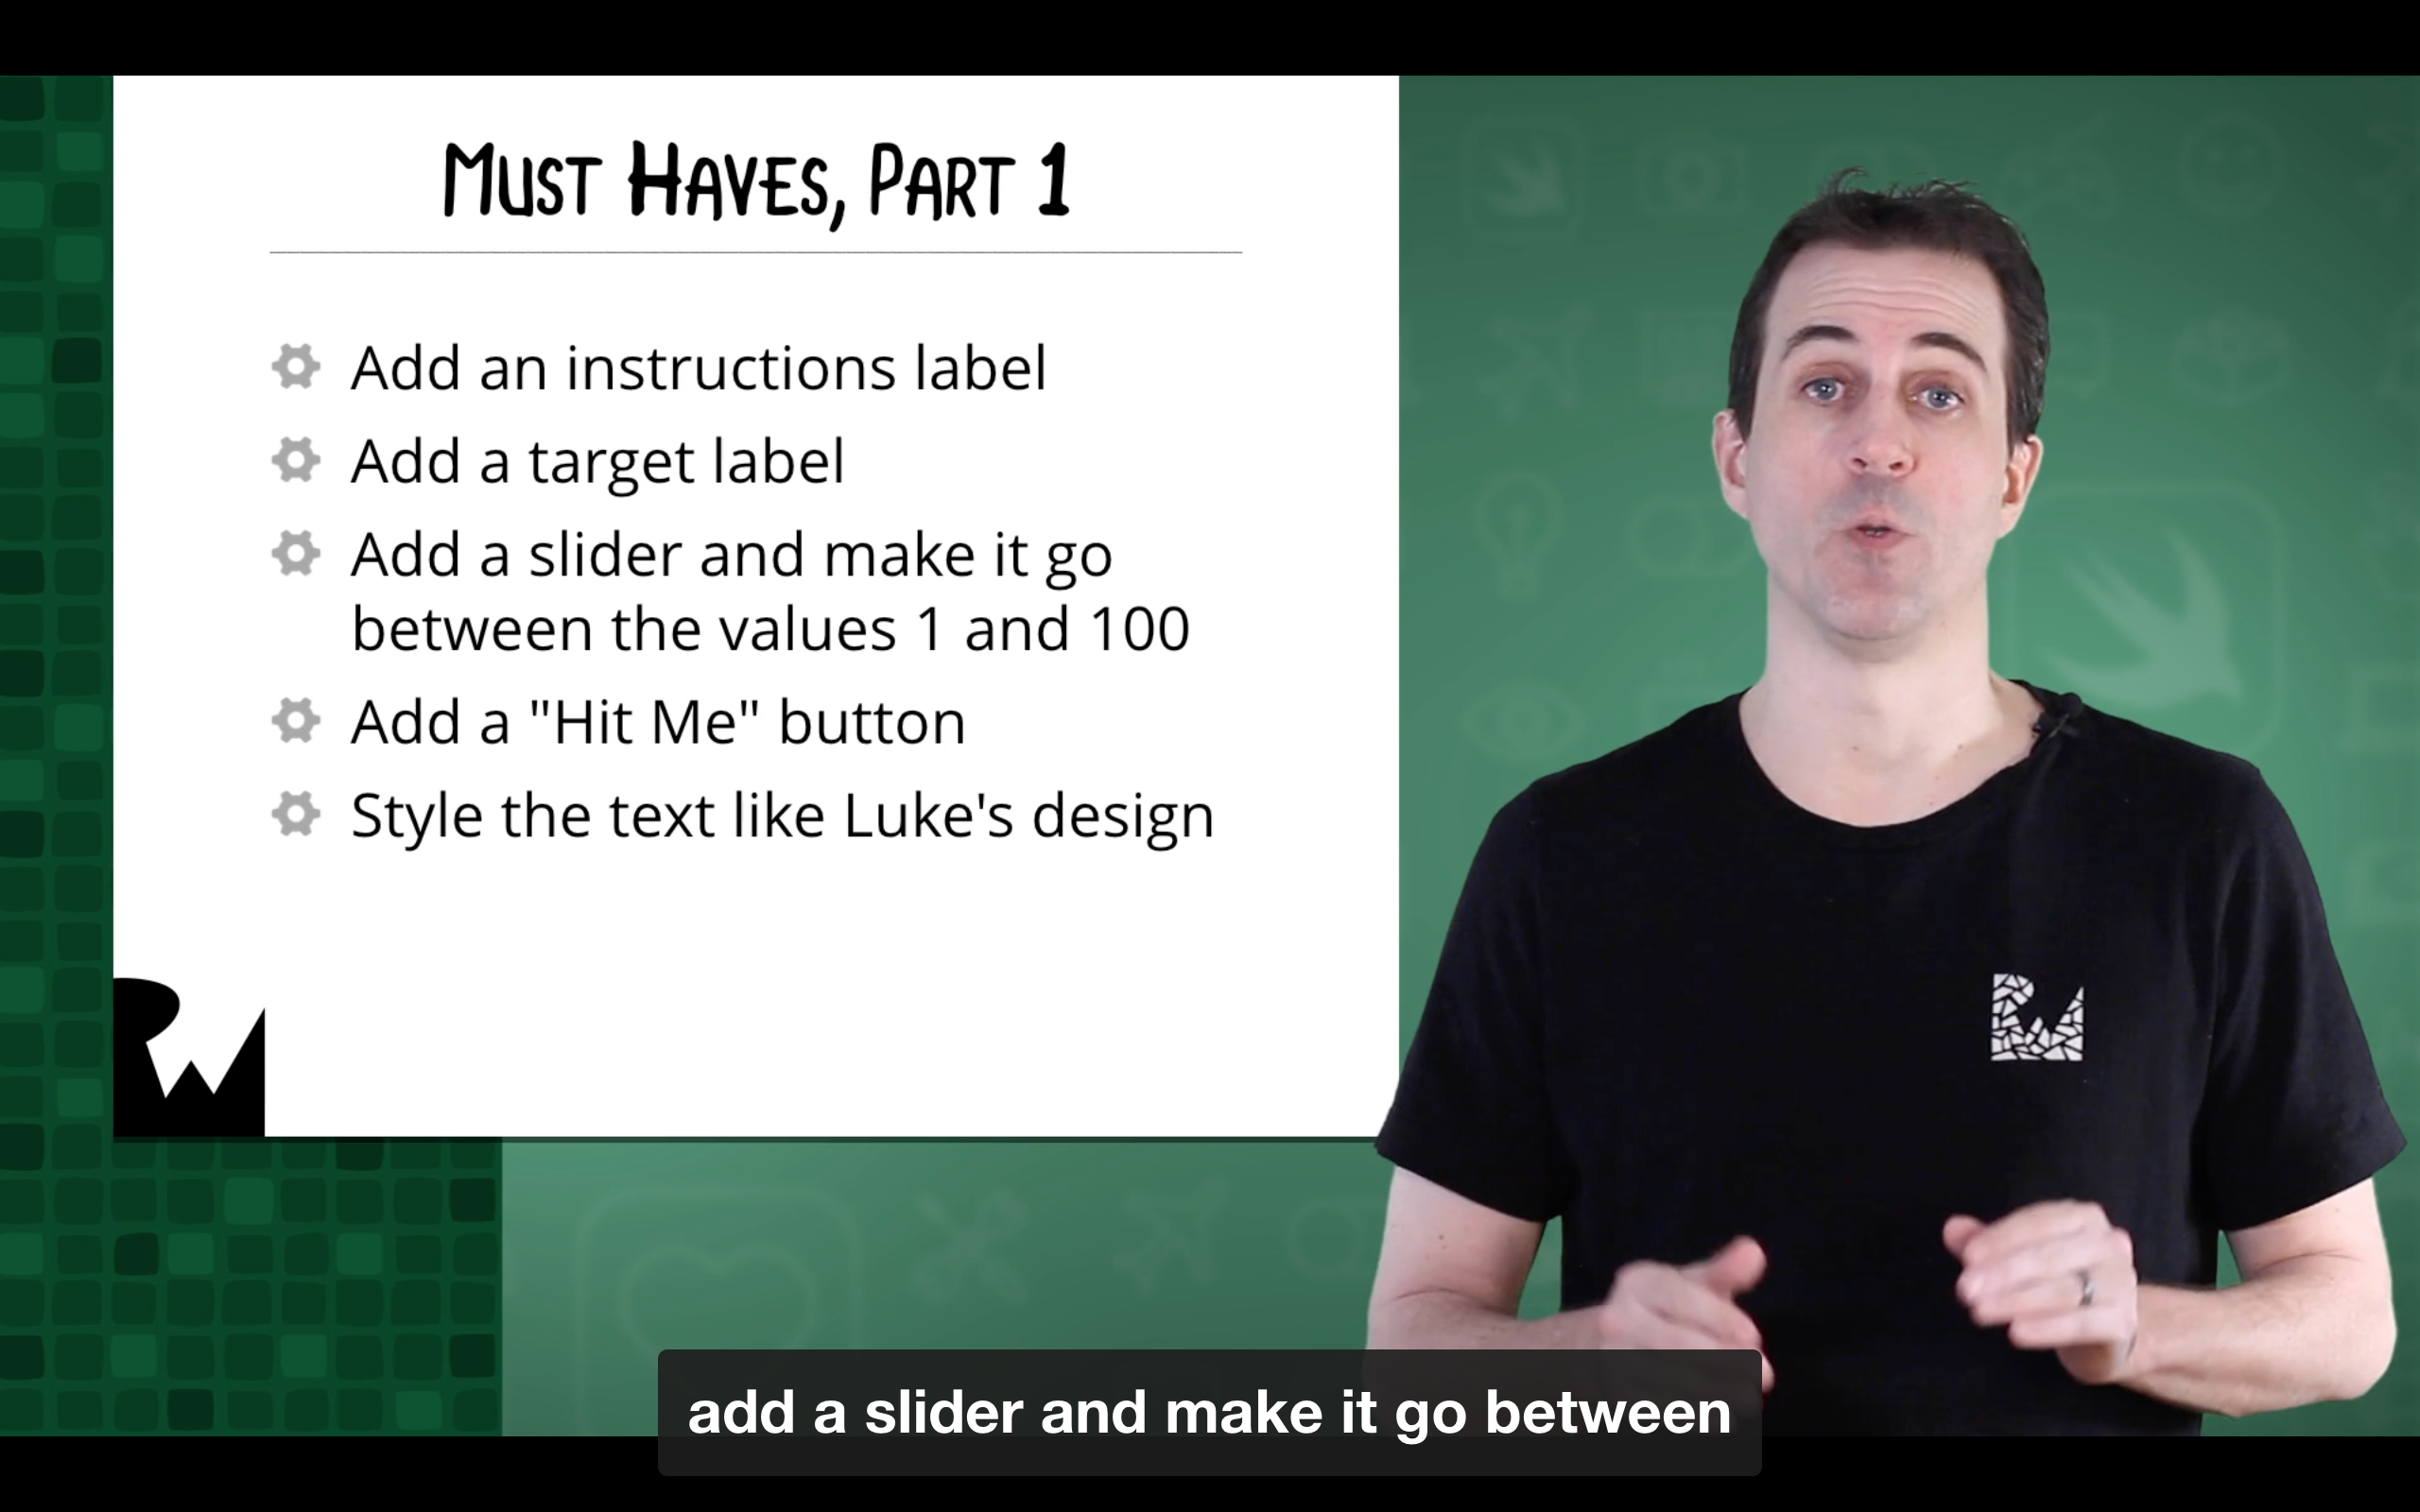 MUST HAVES, PART 1
Add an instructions label
Add a target label
Add a slider and make it go
between the values 1 and 100
Add a "Hit Me" button
Style the text like Luke's design
RW
RW
add a slider and make it go between